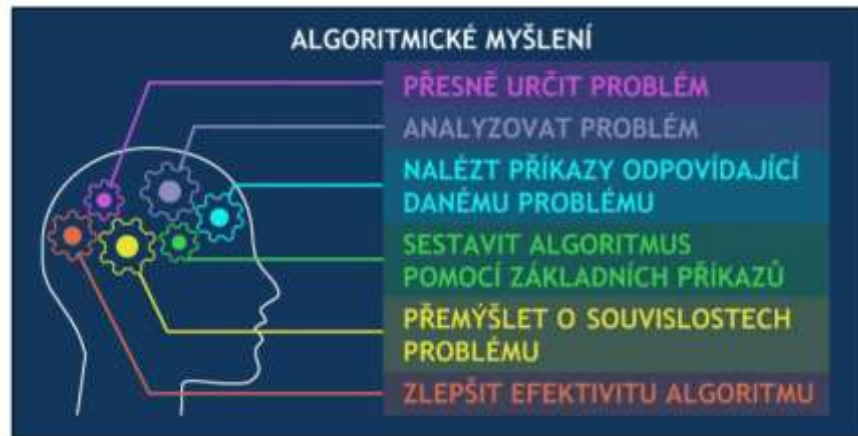 ALGORITMICKÉ MYŠLENÍ
PŘESNĚ URČIT PROBLÉM
ANALYZOVAT PROBLÉM
NALÉZT PŘÍKAZY ODPOVÍDAJÍCÍ
DANÉMU PROBLÉMU
SESTAVIT ALGORITMUS
POMOCÍ ZÁKLADNÍCH PŘÍKAZŮ
PŘEMÝŠLET O SOUVISLOSTECH
PROBLÉMU
ZLEPŠIT EFEKTIVITU ALGORITMU